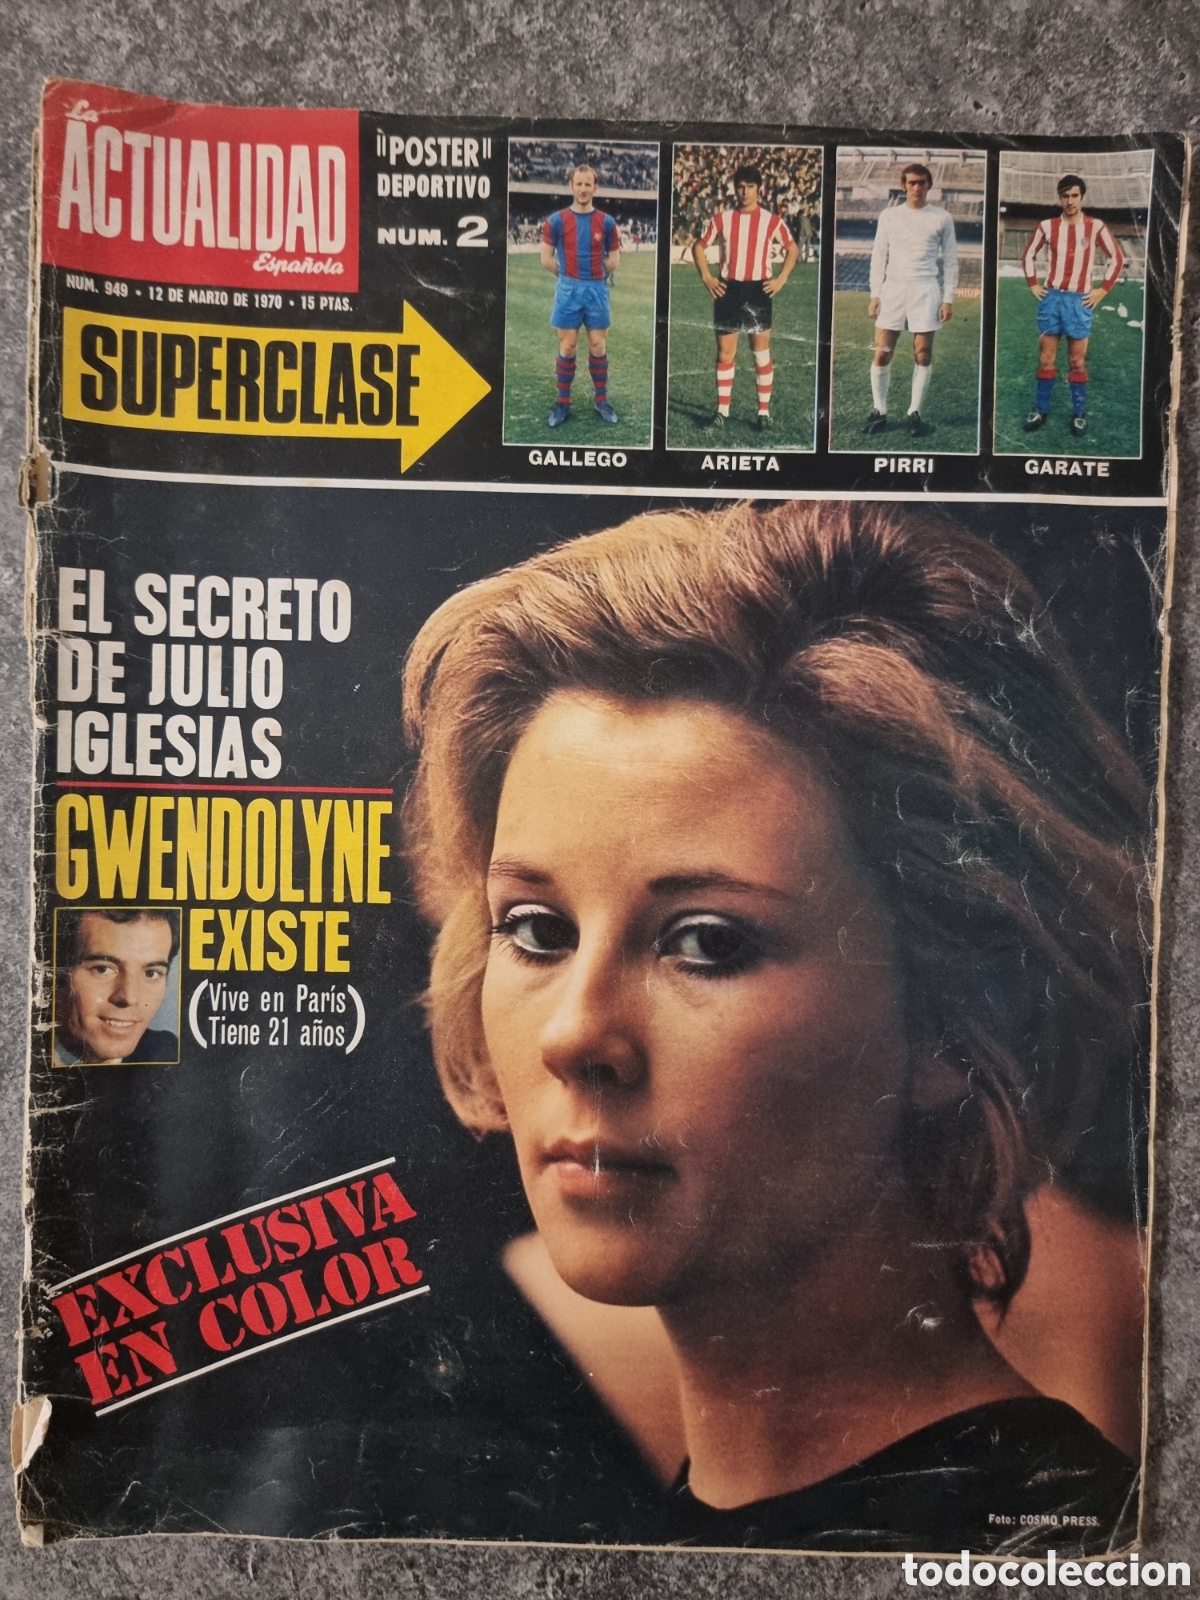 La
ACTUALIDAD
Española
NUM. 949 • 12 DE MARZO DE 1970 • 15 PTAS.
"POSTER"
DEPORTIVO
NUM. 2
SUPERCLASE
GALLEGO
ARIETA
PIRRI
GARATE
EL SECRETO
DE JULIO
IGLESIAS
GWENDOLYNE
EXISTE
(Vive en París
Tiene 21 años)
EXCLUSIVA
EN COLOR
Foto: COSMO PRESS.
todocoleccion